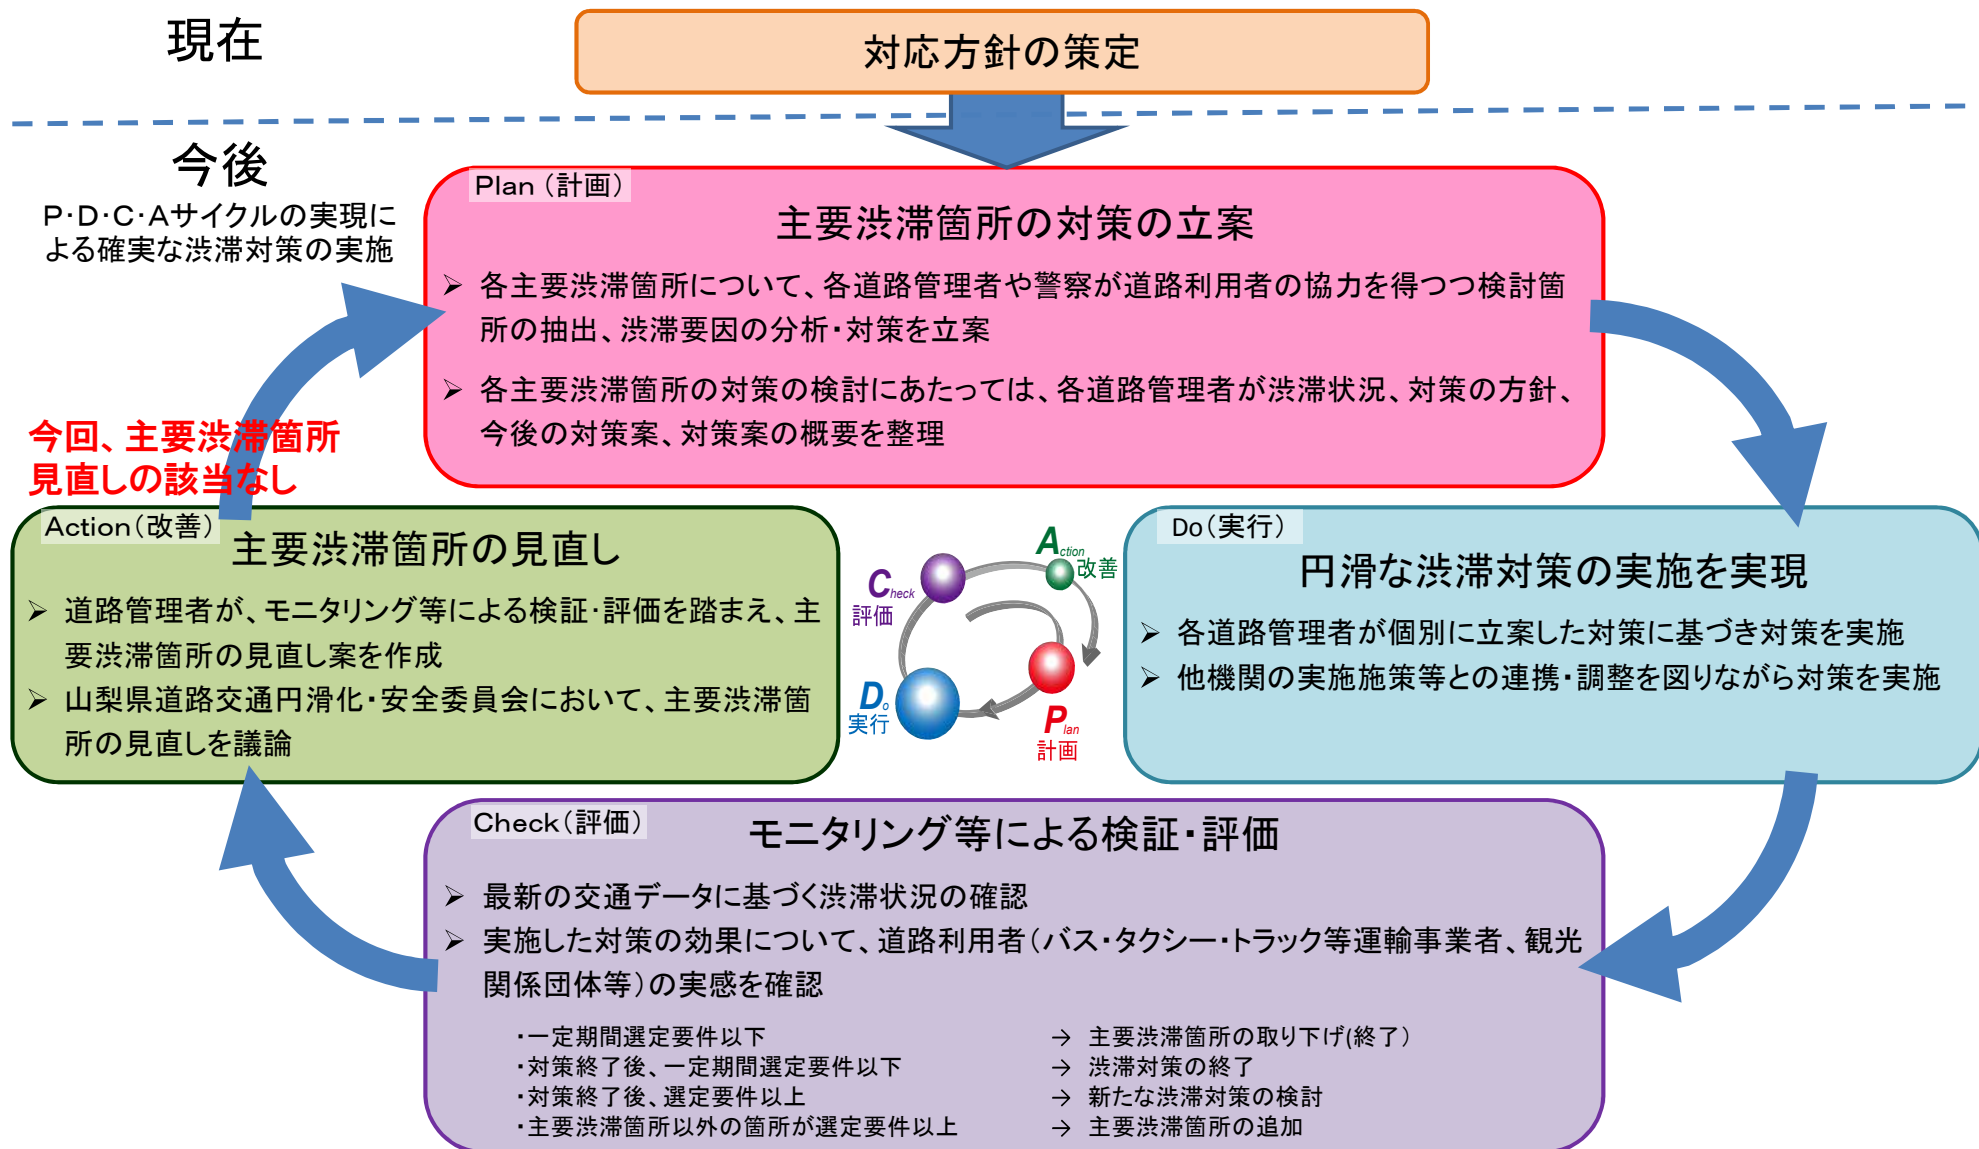 現在
対応方針の策定
今後
P・D・C・Aサイクルの実現に
よる確実な渋滞対策の実施
Plan（計画）
主要渋滞箇所の対策の立案
➢ 各主要渋滞箇所について、各道路管理者や警察が道路利用者の協力を得つつ検討箇
所の抽出、渋滞要因の分析・対策を立案
➢ 各主要渋滞箇所の対策の検討にあたっては、各道路管理者が渋滞状況、対策の方針、
今後の対策案、対策案の概要を整理
今回、主要渋滞箇所
見直しの該当なし
Action（改善）
主要渋滞箇所の見直し
➢ 道路管理者が、モニタリング等による検証・評価を踏まえ、主
要渋滞箇所の見直し案を作成
➢ 山梨県道路交通円滑化・安全委員会において、主要渋滞箇
所の見直しを議論
Action
改善
Check
評価
Do
実行
Plan
計画
Do（実行）
円滑な渋滞対策の実施を実現
➢ 各道路管理者が個別に立案した対策に基づき対策を実施
➢ 他機関の実施施策等との連携・調整を図りながら対策を実施
Check（評価）
モニタリング等による検証・評価
➢ 最新の交通データに基づく渋滞状況の確認
➢ 実施した対策の効果について、道路利用者（バス・タクシー・トラック等運輸事業者、観光
関係団体等）の実感を確認
・一定期間選定要件以下 → 主要渋滞箇所の取り下げ(終了）
・対策終了後、一定期間選定要件以下 → 渋滞対策の終了
・対策終了後、選定要件以上 → 新たな渋滞対策の検討
・主要渋滞箇所以外の箇所が選定要件以上 → 主要渋滞箇所の追加